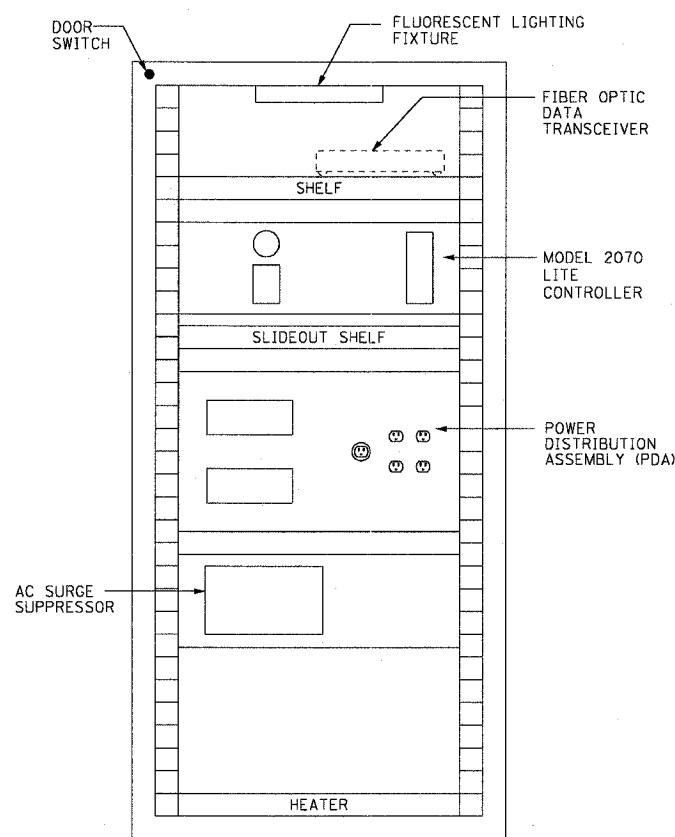 DOOR
SWITCH
FLUORESCENT LIGHTING
FIXTURE
FIBER OPTIC
DATA
TRANSCEIVER
SHELF
MODEL 2070
LITE
CONTROLLER
SLIDEOUT SHELF
POWER
DISTRIBUTION
ASSEMBLY (PDA)
AC SURGE
SUPPRESSOR
HEATER